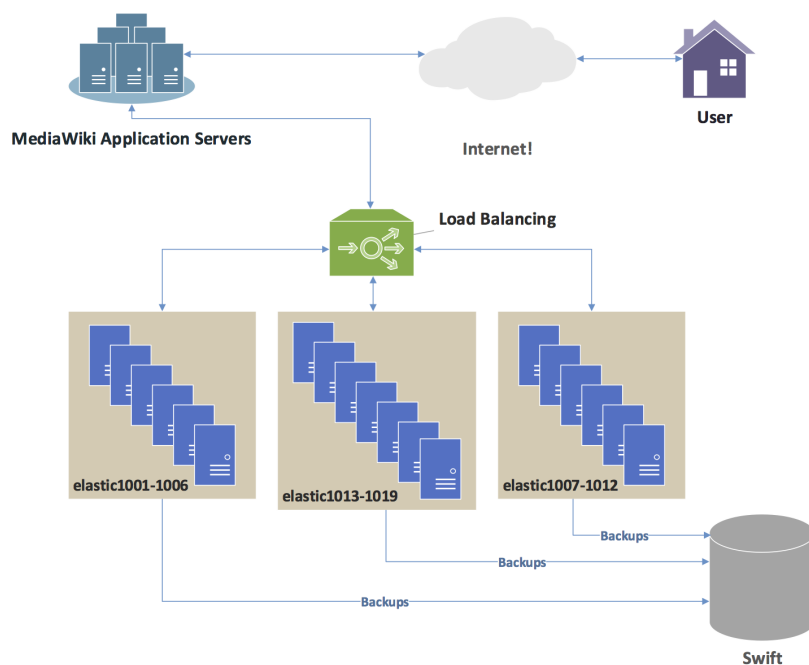 User
MediaWiki Application Servers
Internet!
Load Balancing
elastic1001-1006
elastic1013-1019
elastic1007-1012
Backups
Backups
Backups
Swift